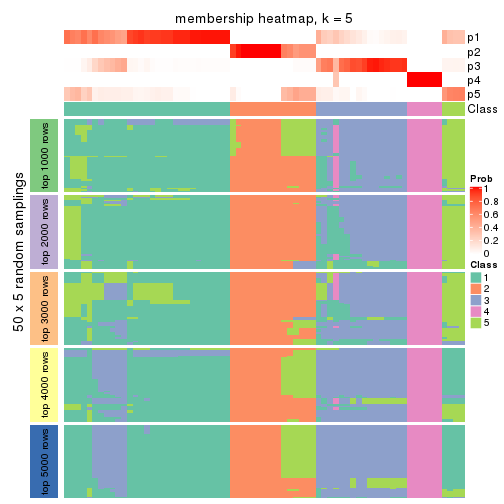 membership heatmap, k = 5
p1
p2
p3
p4
p5
Class
50 x 5 random samplings
top 1000 rows
top 2000 rows
top 3000 rows
top 4000 rows
top 5000 rows
Prob
1
0.8
0.6
0.4
0.2
0
Class
1
2
3
4
5